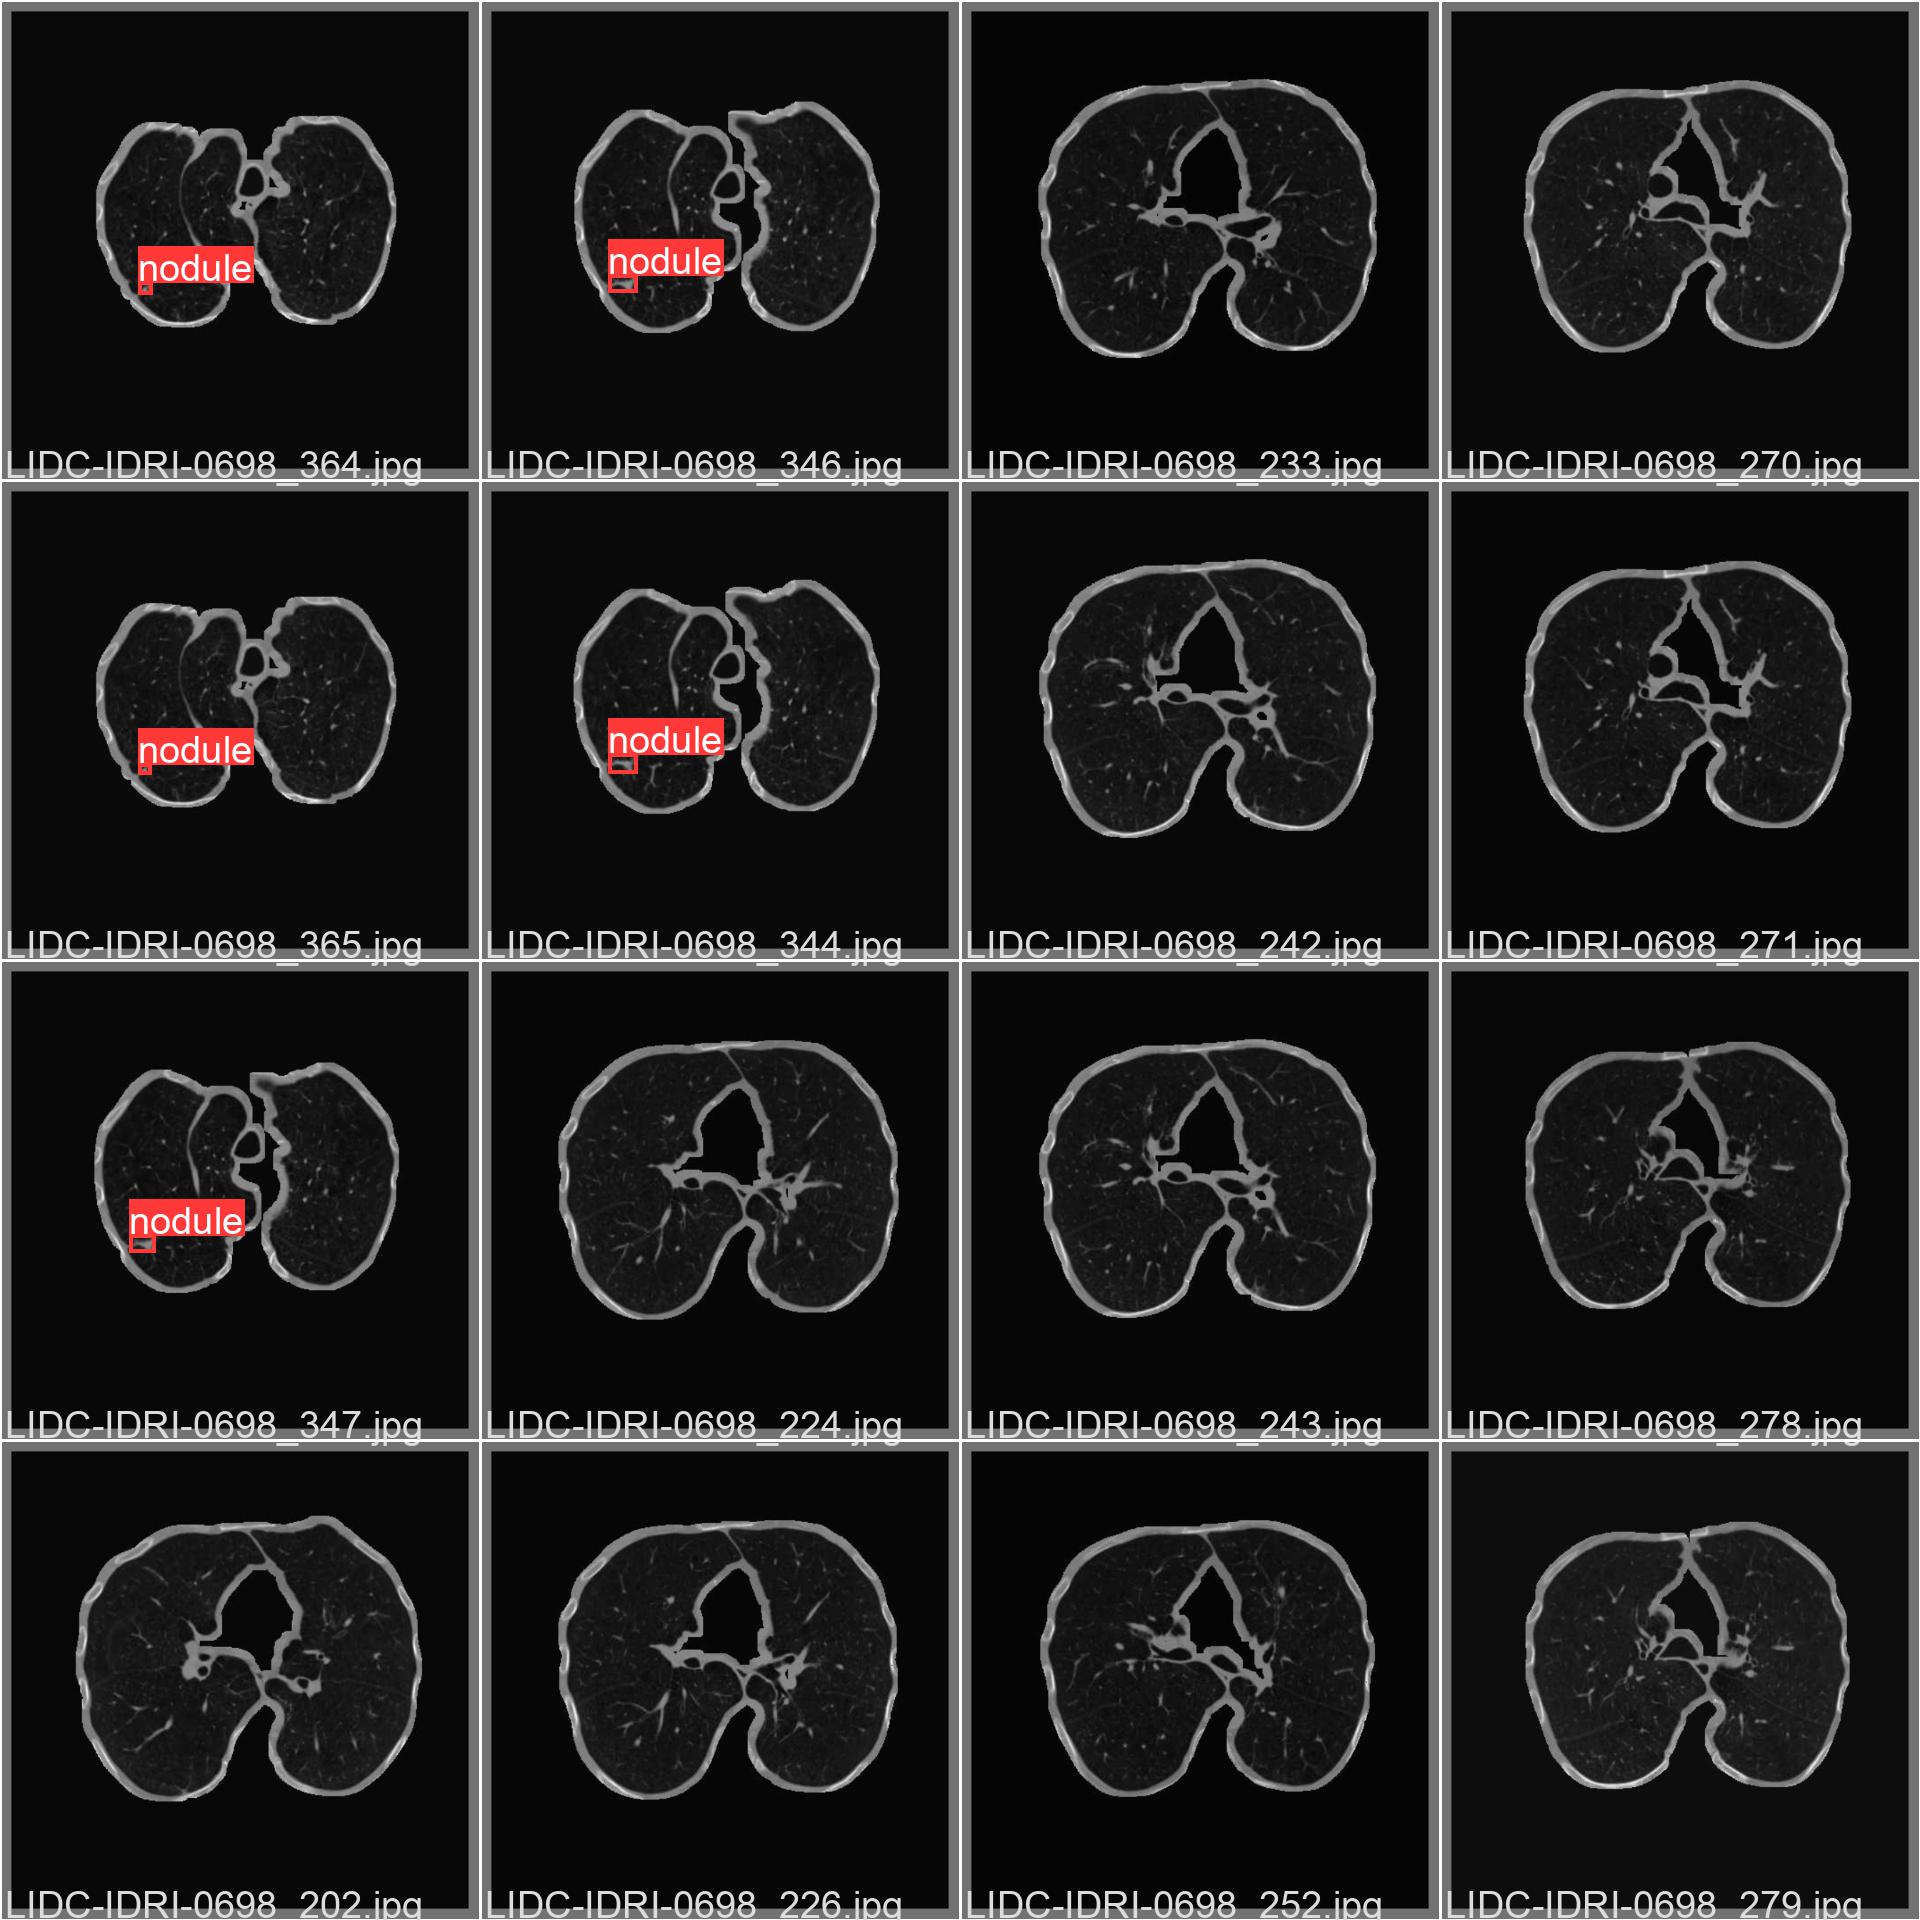 nodule
nodule
LIDC-IDRI-0698_364.jpg
LIDC-IDRI-0698_346.jpg
LIDC-IDRI-0698_233.jpg
LIDC-IDRI-0698_270.jpg
nodule
nodule
LIDC-IDRI-0698_365.jpg
LIDC-IDRI-0698_344.jpg
LIDC-IDRI-0698_242.jpg
LIDC-IDRI-0698_271.jpg
nodule
LIDC-IDRI-0698_347.jpg
LIDC-IDRI-0698_224.jpg
LIDC-IDRI-0698_243.jpg
LIDC-IDRI-0698_278.jpg
LIDC-IDRI-0698_202.jpg
LIDC-IDRI-0698_226.jpg
LIDC-IDRI-0698_252.jpg
LIDC-IDRI-0698_279.jpg